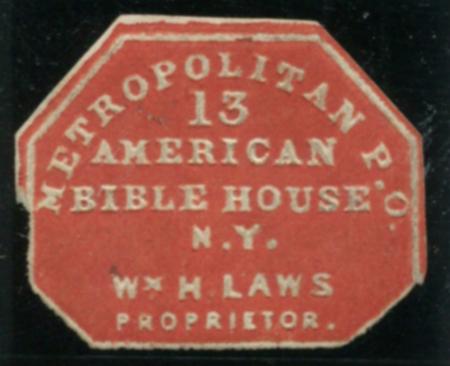 METROPOLITAN P.O.
13
AMERICAN
BIBLE HOUSE
N.Y.
Wm H. LAWS
PROPRIETOR.